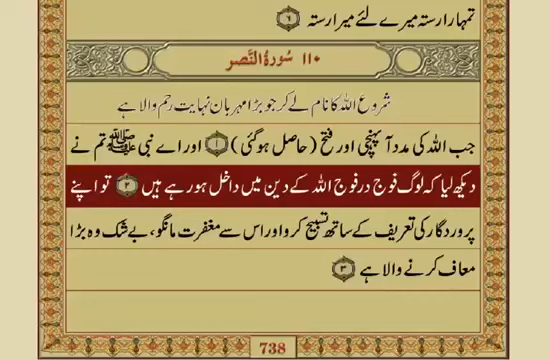 تمہارا رستہ میرے لئے میرا رستہ ۶
۱۱۰ سُورۃُ النَّصر
شروع اللہ کا نام لے کر جو بڑا مہربان نہایت رحم والا ہے
جب اللہ کی مدد آ پہنچی اور فتح (حاصل ہو گئی) ۱ اور اے نبی ﷺ تم نے
دیکھ لیا کہ لوگ فوج در فوج اللہ کے دین میں داخل ہو رہے ہیں ۲ تو اپنے
پروردگار کی تعریف کے ساتھ تسبیح کرو اور اس سے مغفرت مانگو، بے شک وہ بڑا
معاف کرنے والا ہے ۳
738